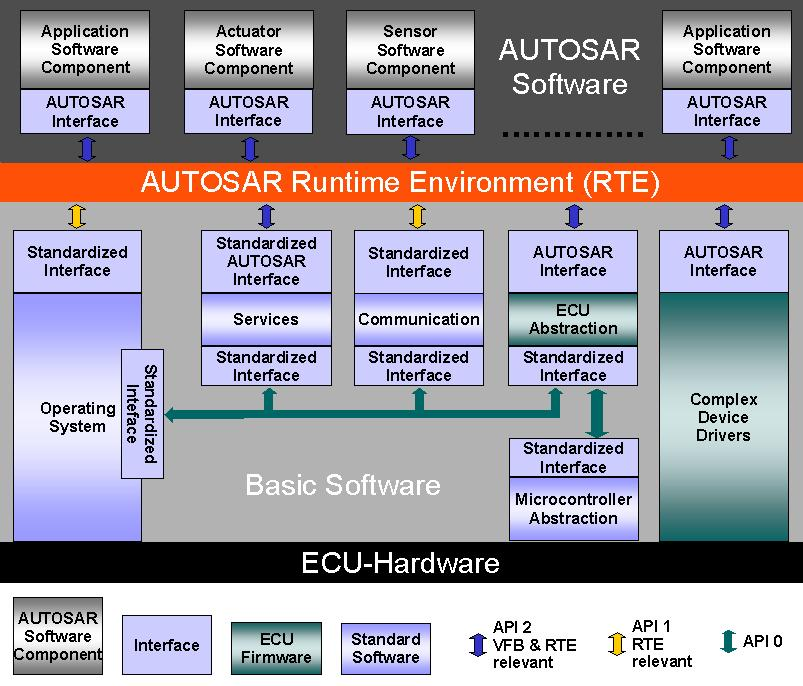 Application
Software
Component
AUTOSAR
Interface
Actuator
Software
Component
AUTOSAR
Interface
Sensor
Software
Component
AUTOSAR
Interface
AUTOSAR
Software
Application
Software
Component
AUTOSAR
Interface
AUTOSAR Runtime Environment (RTE)
Standardized
Interface
Operating
System
Standardized
Inteface
Standardized
AUTOSAR
Interface
Services
Standardized
Interface
Standardized
Interface
Communication
Standardized
Interface
AUTOSAR
Interface
ECU
Abstraction
Standardized
Interface
Standardized
Interface
Microcontroller
Abstraction
AUTOSAR
Interface
Complex
Device
Drivers
Basic Software
ECU-Hardware
AUTOSAR
Software
Component
Interface
ECU
Firmware
Standard
Software
API 2
VFB & RTE
relevant
API 1
RTE
relevant
API 0